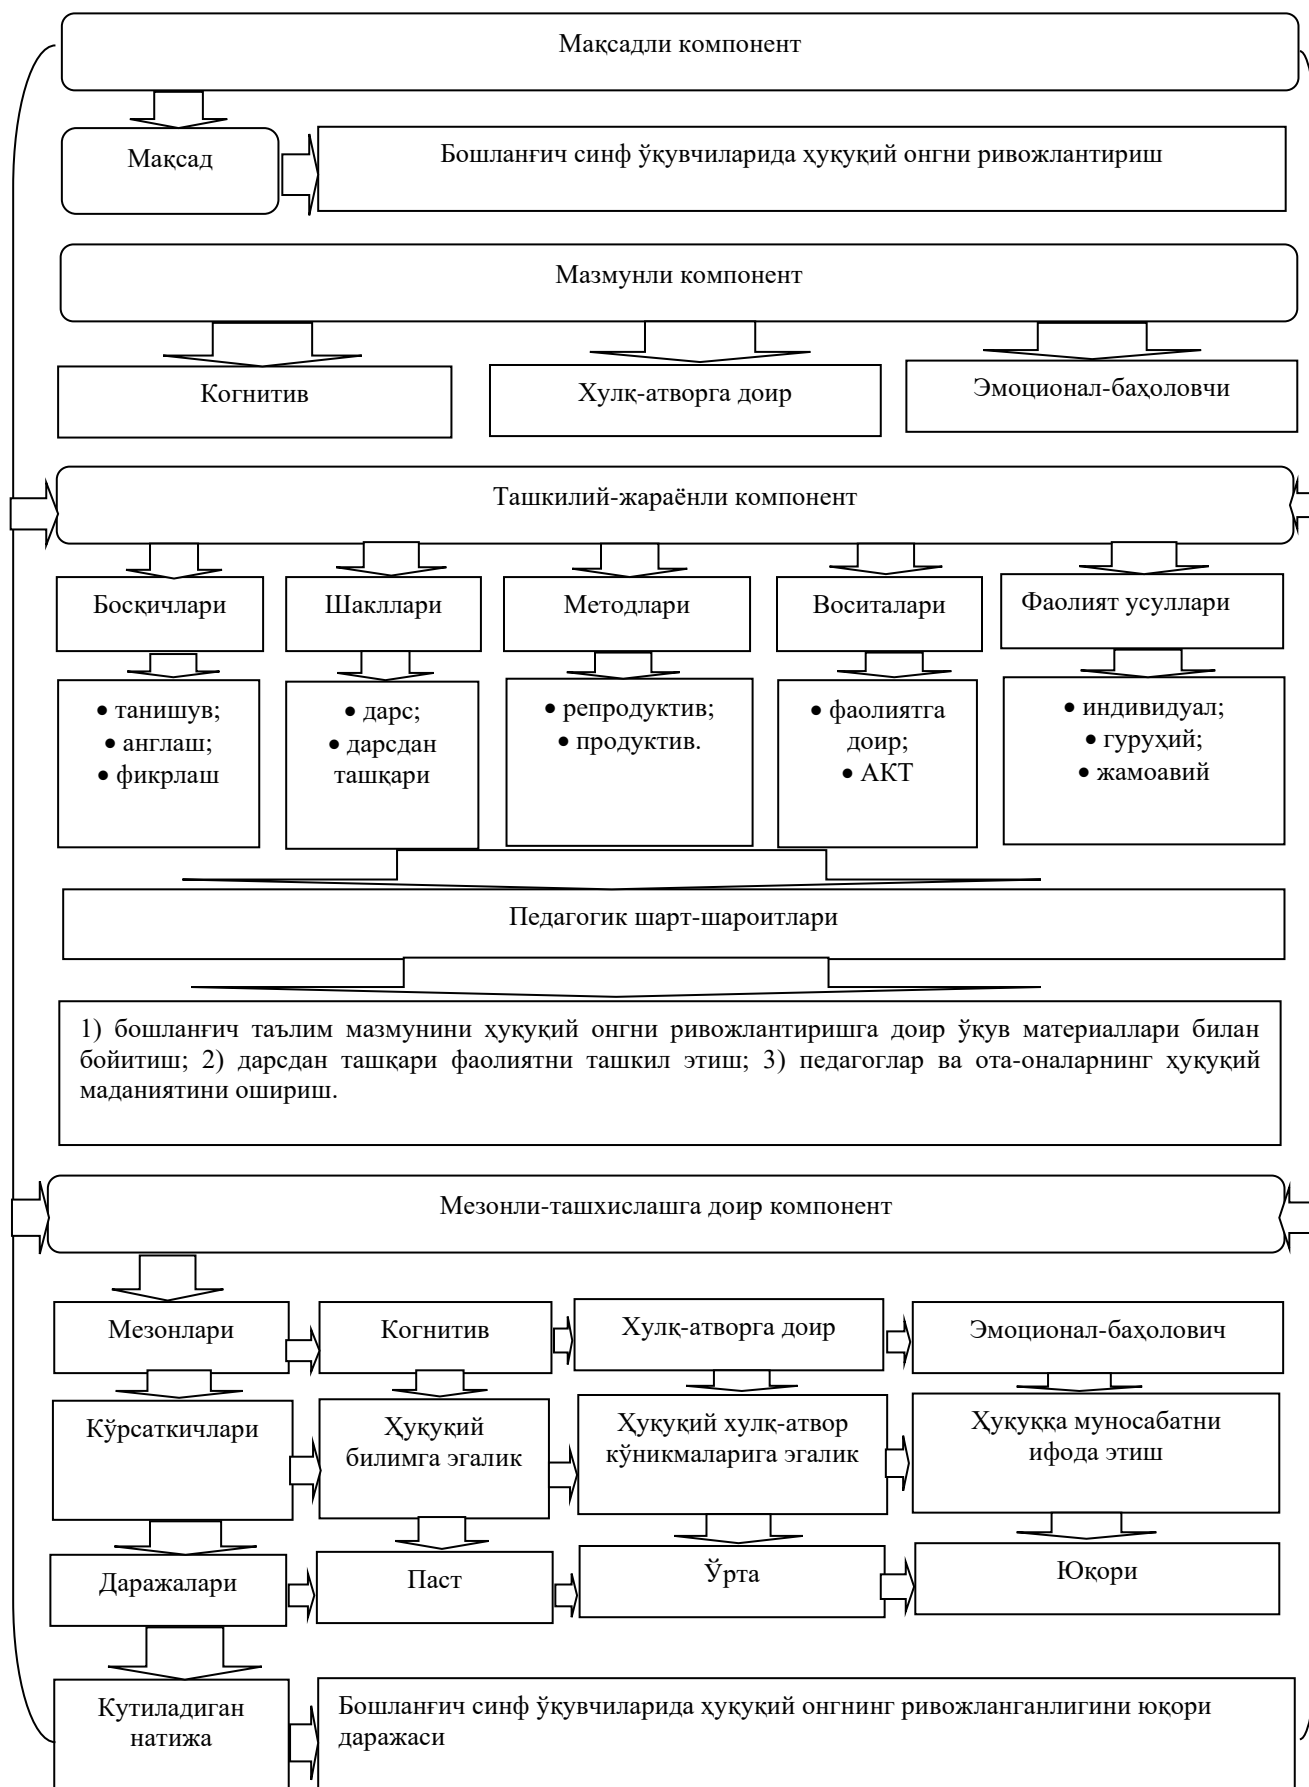 Мақсадли компонент
Мақсад
Бошланғич синф ўқувчиларида ҳуқуқий онгни ривожлантириш
Мазмунли компонент
Когнитив
Хулқ-атворга доир
Эмоционал-баҳоловчи
Ташкилий-жараёнли компонент
Босқичлари
Шакллари
Методлари
Воситалари
Фаолият усуллари
• танишув;
• англаш;
• фикрлаш
• дарс;
• дарсдан
ташқари
• репродуктив;
• продуктив.
• фаолиятга
доир;
• АКТ
• индивидуал;
• гуруҳий;
• жамоавий
Педагогик шарт-шароитлари
1) бошланғич таълим мазмунини ҳуқуқий онгни ривожлантиришга доир ўқув материаллари билан
бойитиш; 2) дарсдан ташқари фаолиятни ташкил этиш; 3) педагоглар ва ота-оналарнинг ҳуқуқий
маданиятини ошириш.
Мезонли-ташхислашга доир компонент
Мезонлари
Когнитив
Хулқ-атворга доир
Эмоционал-баҳолович
Кўрсаткичлари
Ҳуқуқий
билимга эгалик
Ҳуқуқий хулқ-атвор
кўникмаларига эгалик
Ҳуқуққа муносабатни
ифода этиш
Даражалари
Паст
Ўрта
Юқори
Кутиладиган
натижа
Бошланғич синф ўқувчиларида ҳуқуқий онгнинг ривожланганлигини юқори
даражаси